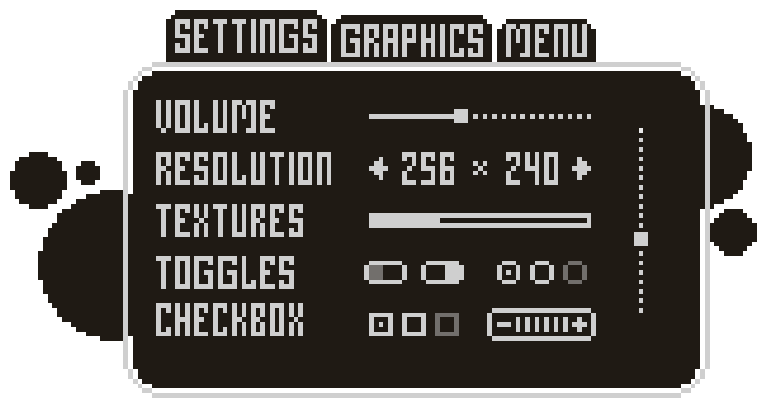 SETTINGS GRAPHICS MENU
VOLUME
RESOLUTION 256 × 240
TEXTURES
TOGGLES
CHECKBOX - +